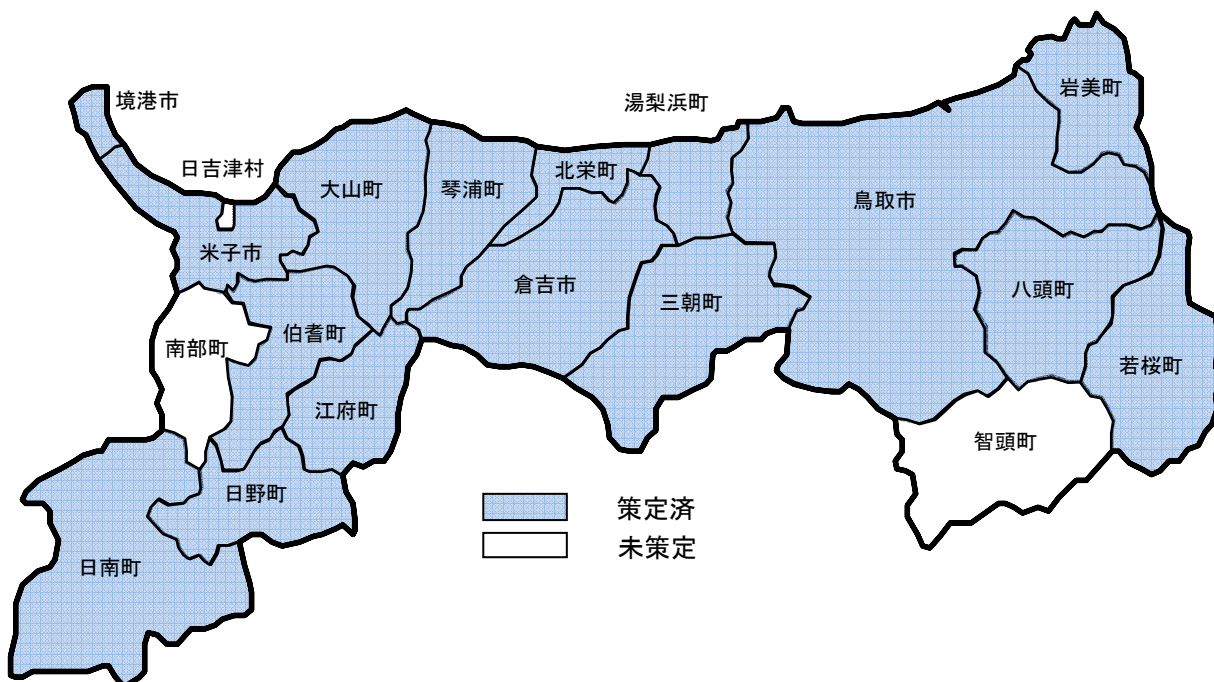 境港市
湯梨浜町
岩美町
日吉津村
北栄町
大山町
琴浦町
鳥取市
米子市
倉吉市
八頭町
三朝町
伯耆町
南部町
若桜町
江府町
智頭町
日野町
策定済
未策定
日南町